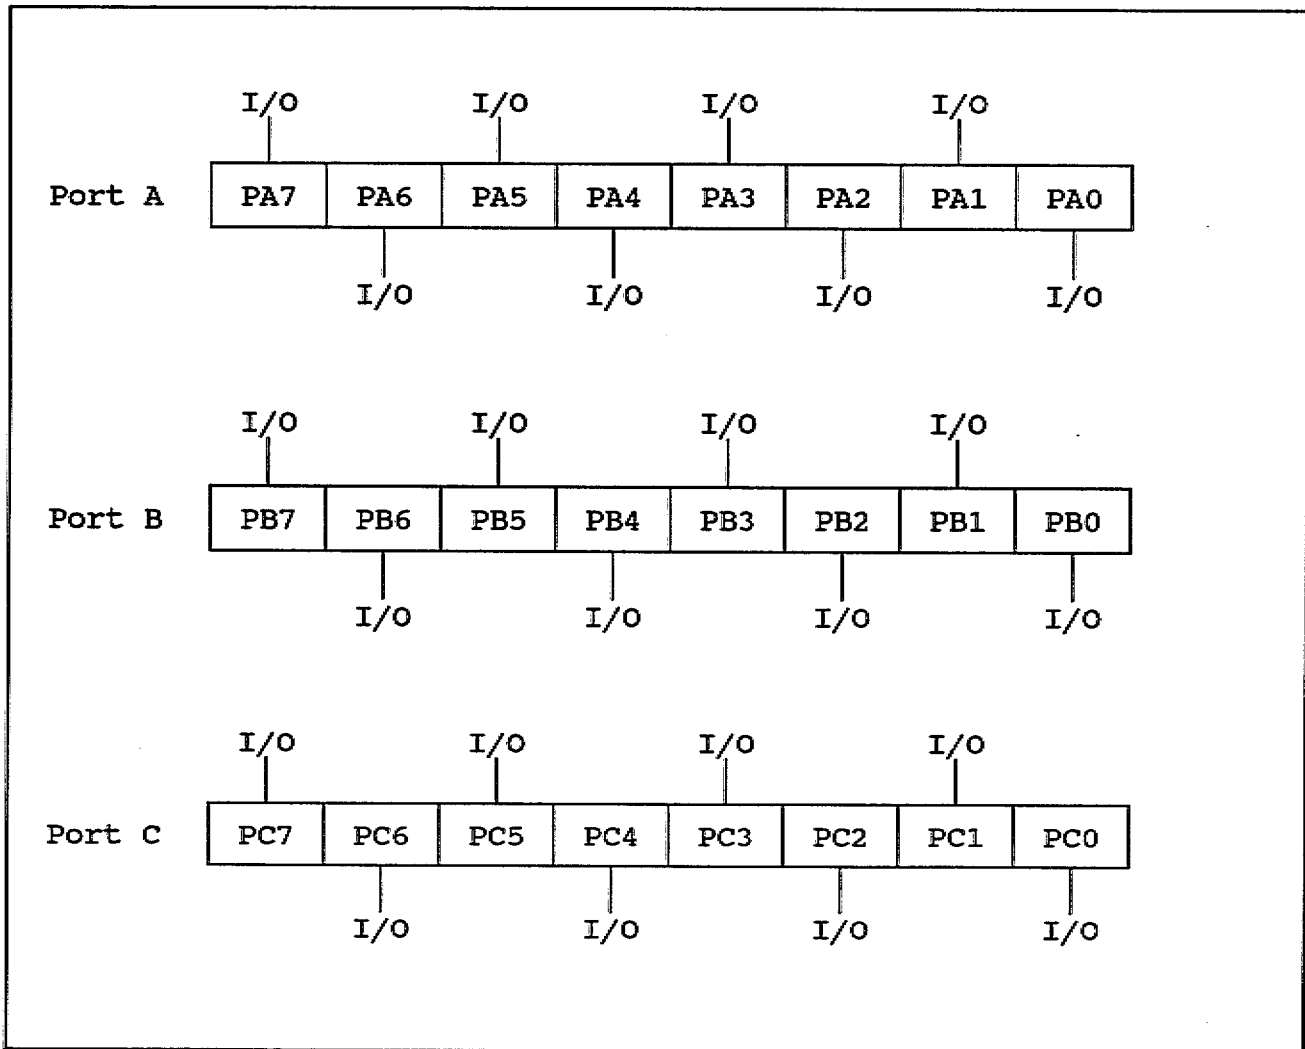 I/O I/O I/O I/O
Port A PA7 PA6 PA5 PA4 PA3 PA2 PA1 PA0
I/O I/O I/O I/O
I/O I/O I/O I/O
Port B PB7 PB6 PB5 PB4 PB3 PB2 PB1 PB0
I/O I/O I/O I/O
I/O I/O I/O I/O
Port C PC7 PC6 PC5 PC4 PC3 PC2 PC1 PC0
I/O I/O I/O I/O